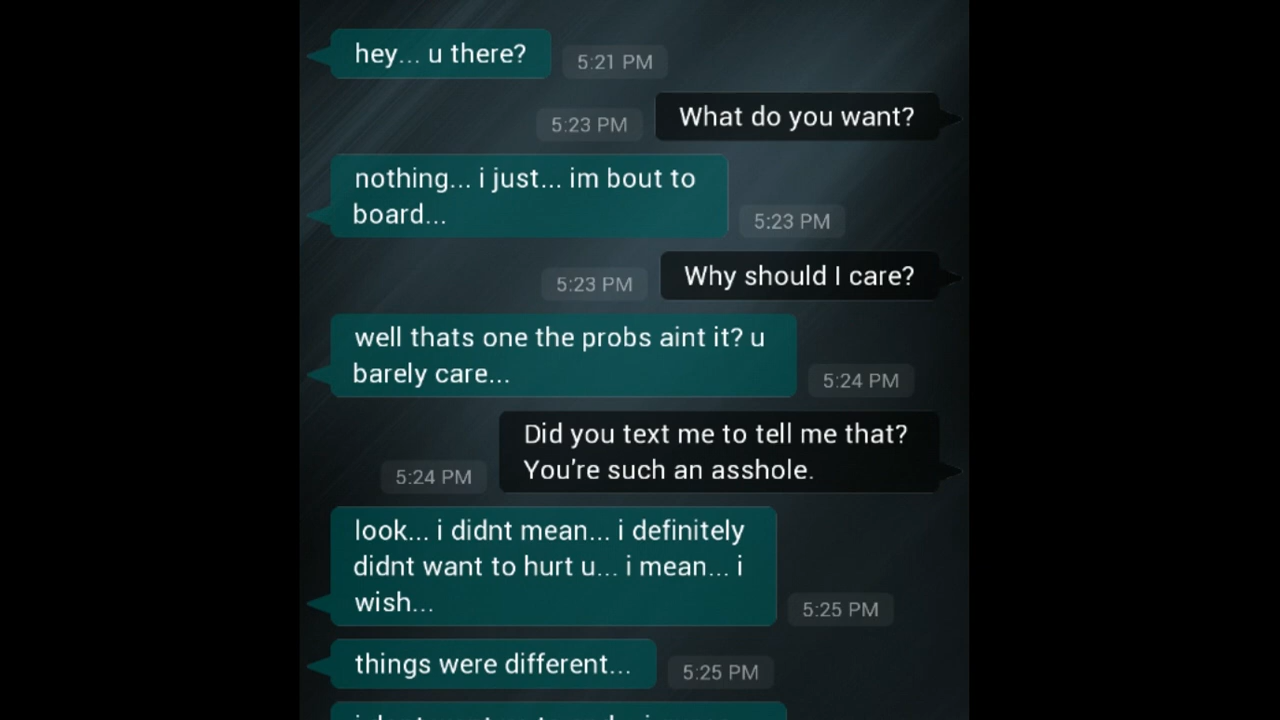 hey... u there?
5:21 PM
What do you want?
5:23 PM
nothing... i just... im bout to
board...
5:23 PM
Why should I care?
5:23 PM
well thats one the probs aint it? u
barely care...
5:24 PM
Did you text me to tell me that?
You're such an asshole.
5:24 PM
look... i didnt mean... i definitely
didnt want to hurt u... i mean... i
wish...
5:25 PM
things were different...
5:25 PM